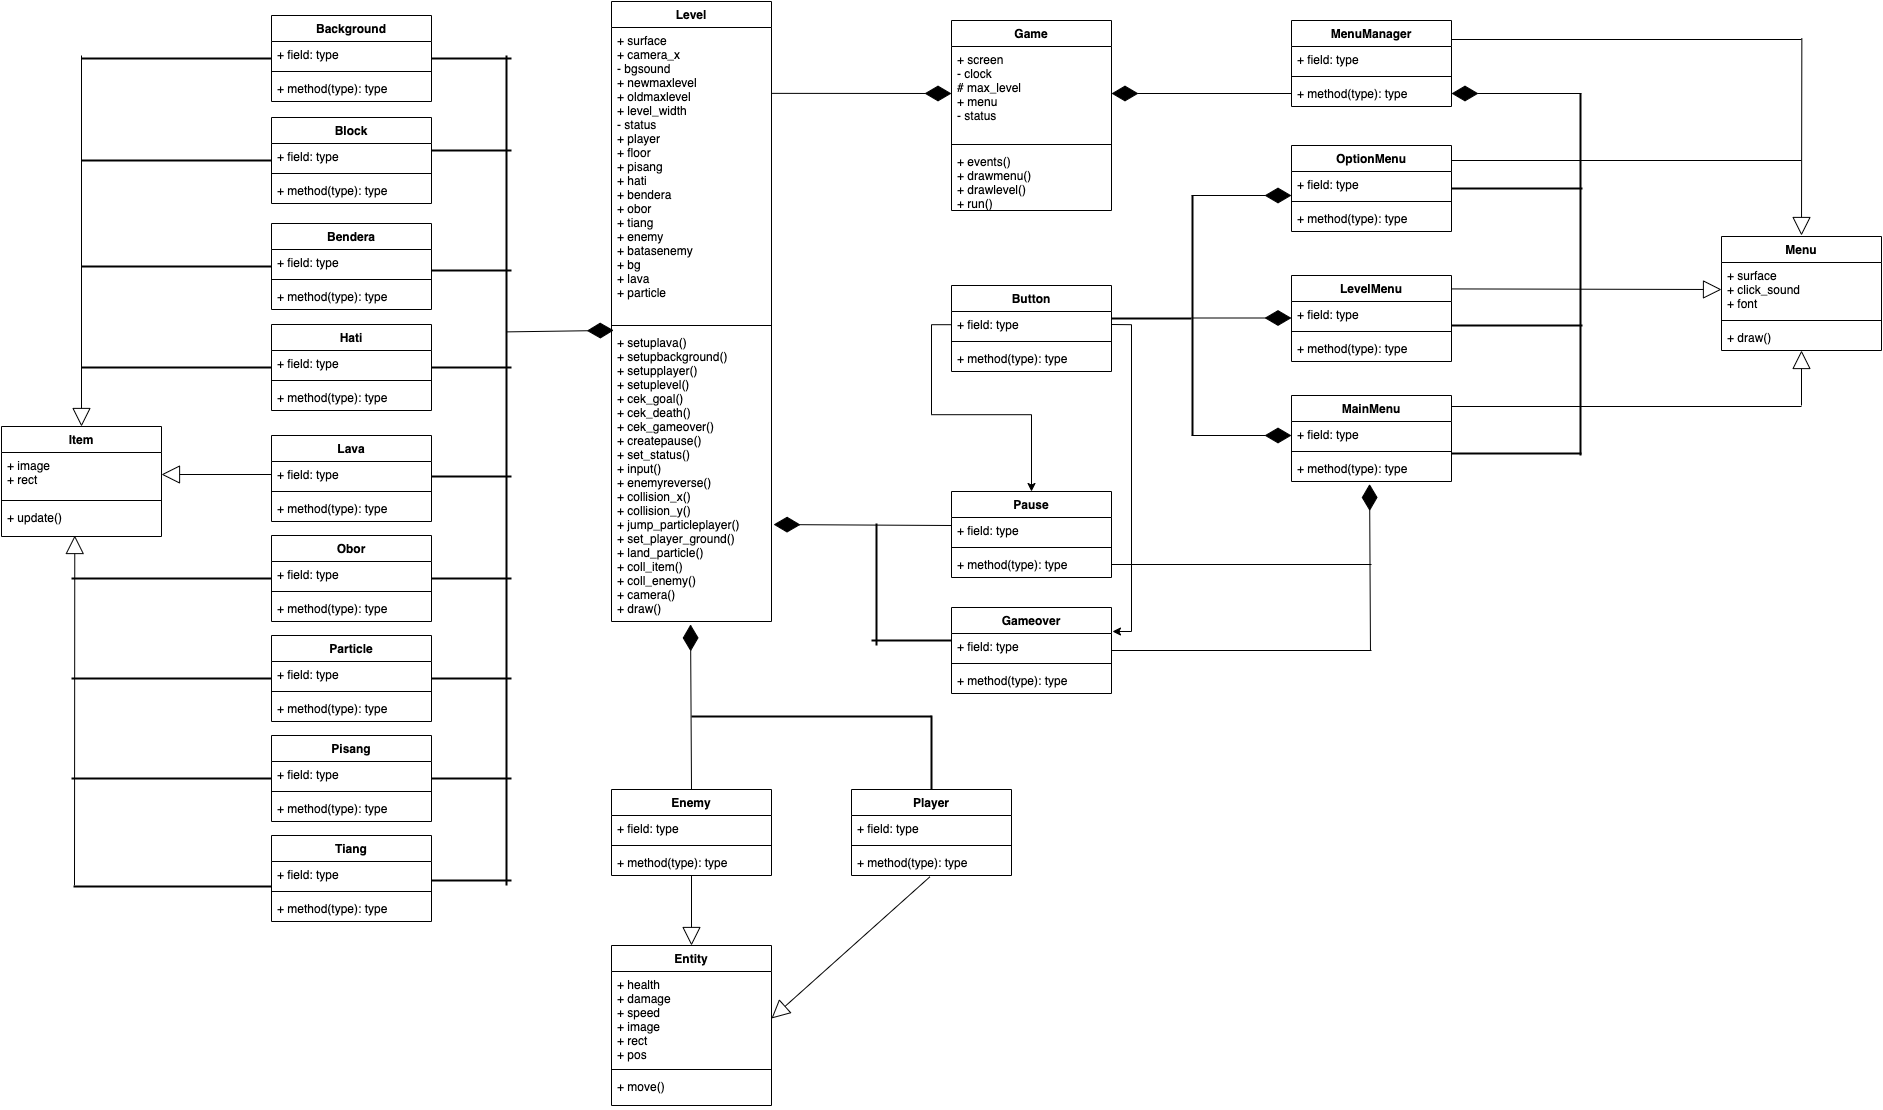 Background
+ field: type
+ method(type): type
Block
+ field: type
+ method(type): type
Bendera
+ field: type
+ method(type): type
Hati
+ field: type
+ method(type): type
Item
+ image
+ rect
+ update()
Lava
+ field: type
+ method(type): type
Obor
+ field: type
+ method(type): type
Particle
+ field: type
+ method(type): type
Pisang
+ field: type
+ method(type): type
Tiang
+ field: type
+ method(type): type
Level
+ surface
+ camera_x
- bgsound
+ newmaxlevel
+ oldmaxlevel
+ level_width
- status
+ player
+ floor
+ pisang
+ hati
+ bendera
+ obor
+ tiang
+ enemy
+ batasenemy
+ bg
+ lava
+ particle
+ setuplava()
+ setupbackground()
+ setupplayer()
+ setuplevel()
+ cek_goal()
+ cek_death()
+ cek_gameover()
+ createpause()
+ set_status()
+ input()
+ enemyreverse()
+ collision_x()
+ collision_y()
+ jump_particleplayer()
+ set_player_ground()
+ land_particle()
+ coll_item()
+ coll_enemy()
+ camera()
+ draw()
Enemy
+ field: type
+ method(type): type
Player
+ field: type
+ method(type): type
Entity
+ health
+ damage
+ speed
+ image
+ rect
+ pos
+ move()
Game
+ screen
- clock
# max_level
+ menu
- status
+ events()
+ drawmenu()
+ drawlevel()
+ run()
Button
+ field: type
+ method(type): type
Pause
+ field: type
+ method(type): type
Gameover
+ field: type
+ method(type): type
MenuManager
+ field: type
+ method(type): type
OptionMenu
+ field: type
+ method(type): type
LevelMenu
+ field: type
+ method(type): type
MainMenu
+ field: type
+ method(type): type
Menu
+ surface
+ click_sound
+ font
+ draw()